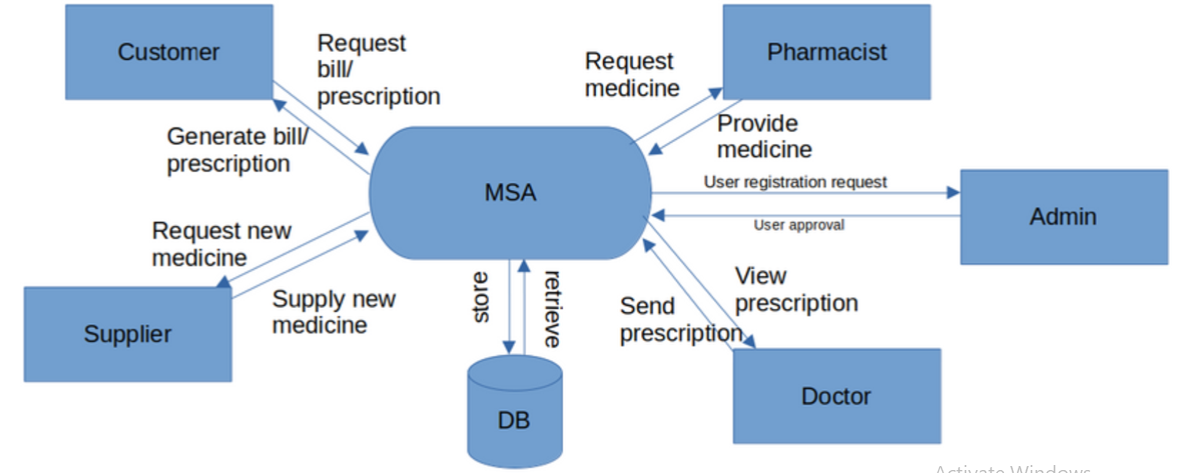 Customer
Request
bill/
prescription
Generate bill/
prescription
Request
medicine
Pharmacist
Provide
medicine
MSA
User registration request
User approval
Admin
Request new
medicine
Supply new
medicine
Supplier
store
retrieve
DB
View
prescription
Send
prescription
Doctor
Activate Windows